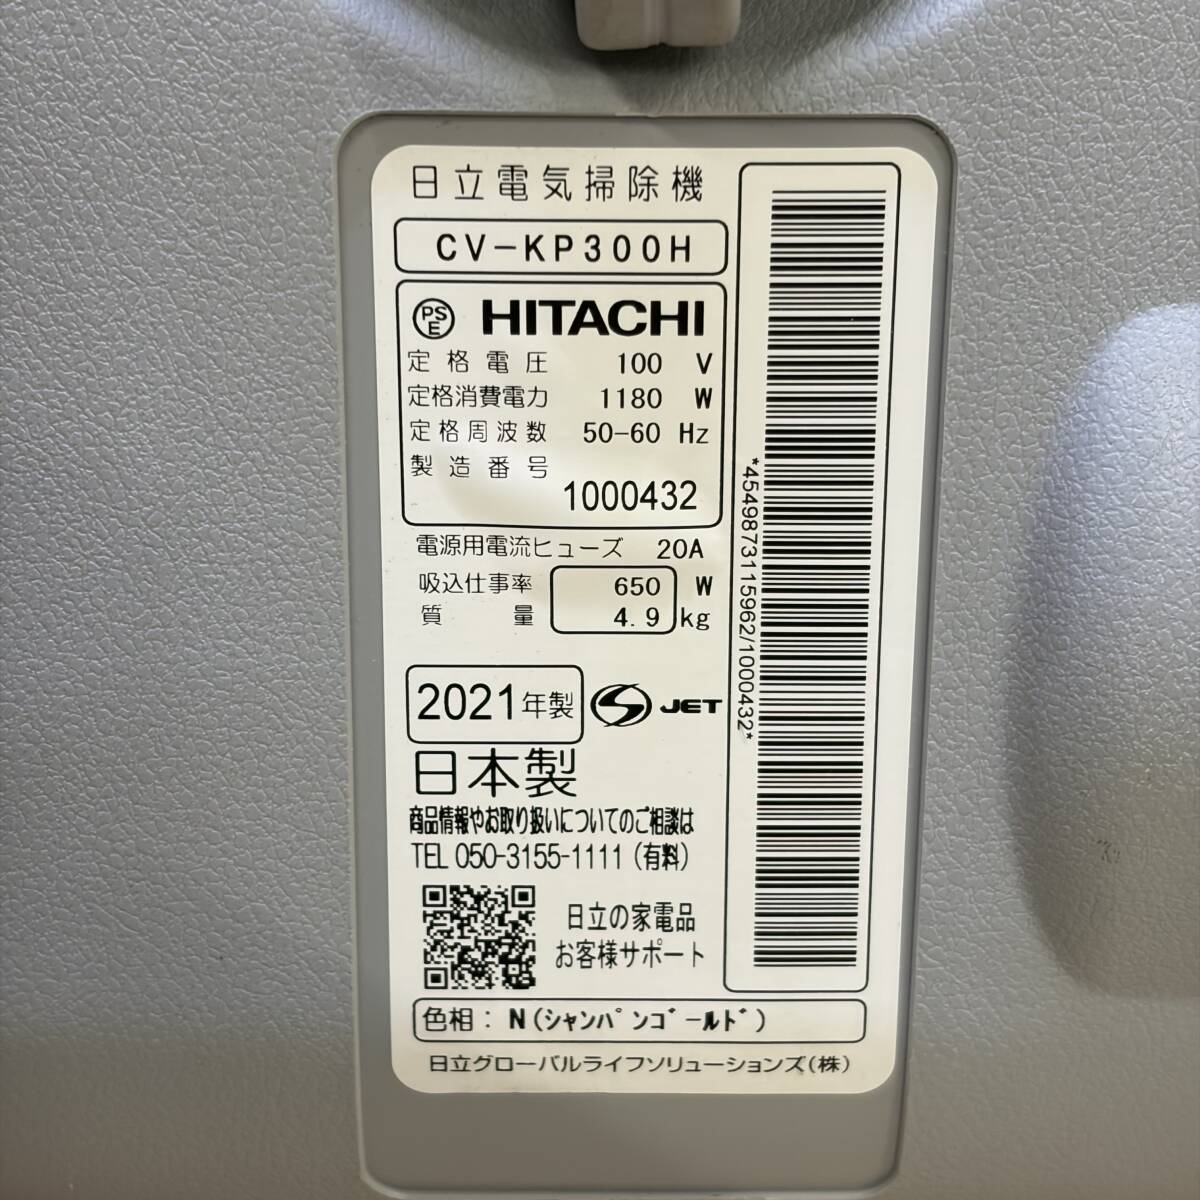 日立電気掃除機
CV-KP300H
PS
E
HITACHI
定格電圧 100 V
定格消費電力 1180 W
定格周波数 50-60 Hz
製造番号
1000432
電源用電流ヒューズ 20A
吸込仕事率 650 W
質量 4.9 kg
2021年製
S JET
日本製
商品情報やお取り扱いについてのご相談は
TEL 050-3155-1111 (有料)
日立の家電品
お客様サポート
色相: N(シャンパンゴールド)
日立グローバルライフソリューションズ(株)
*4549873115962/1000432*